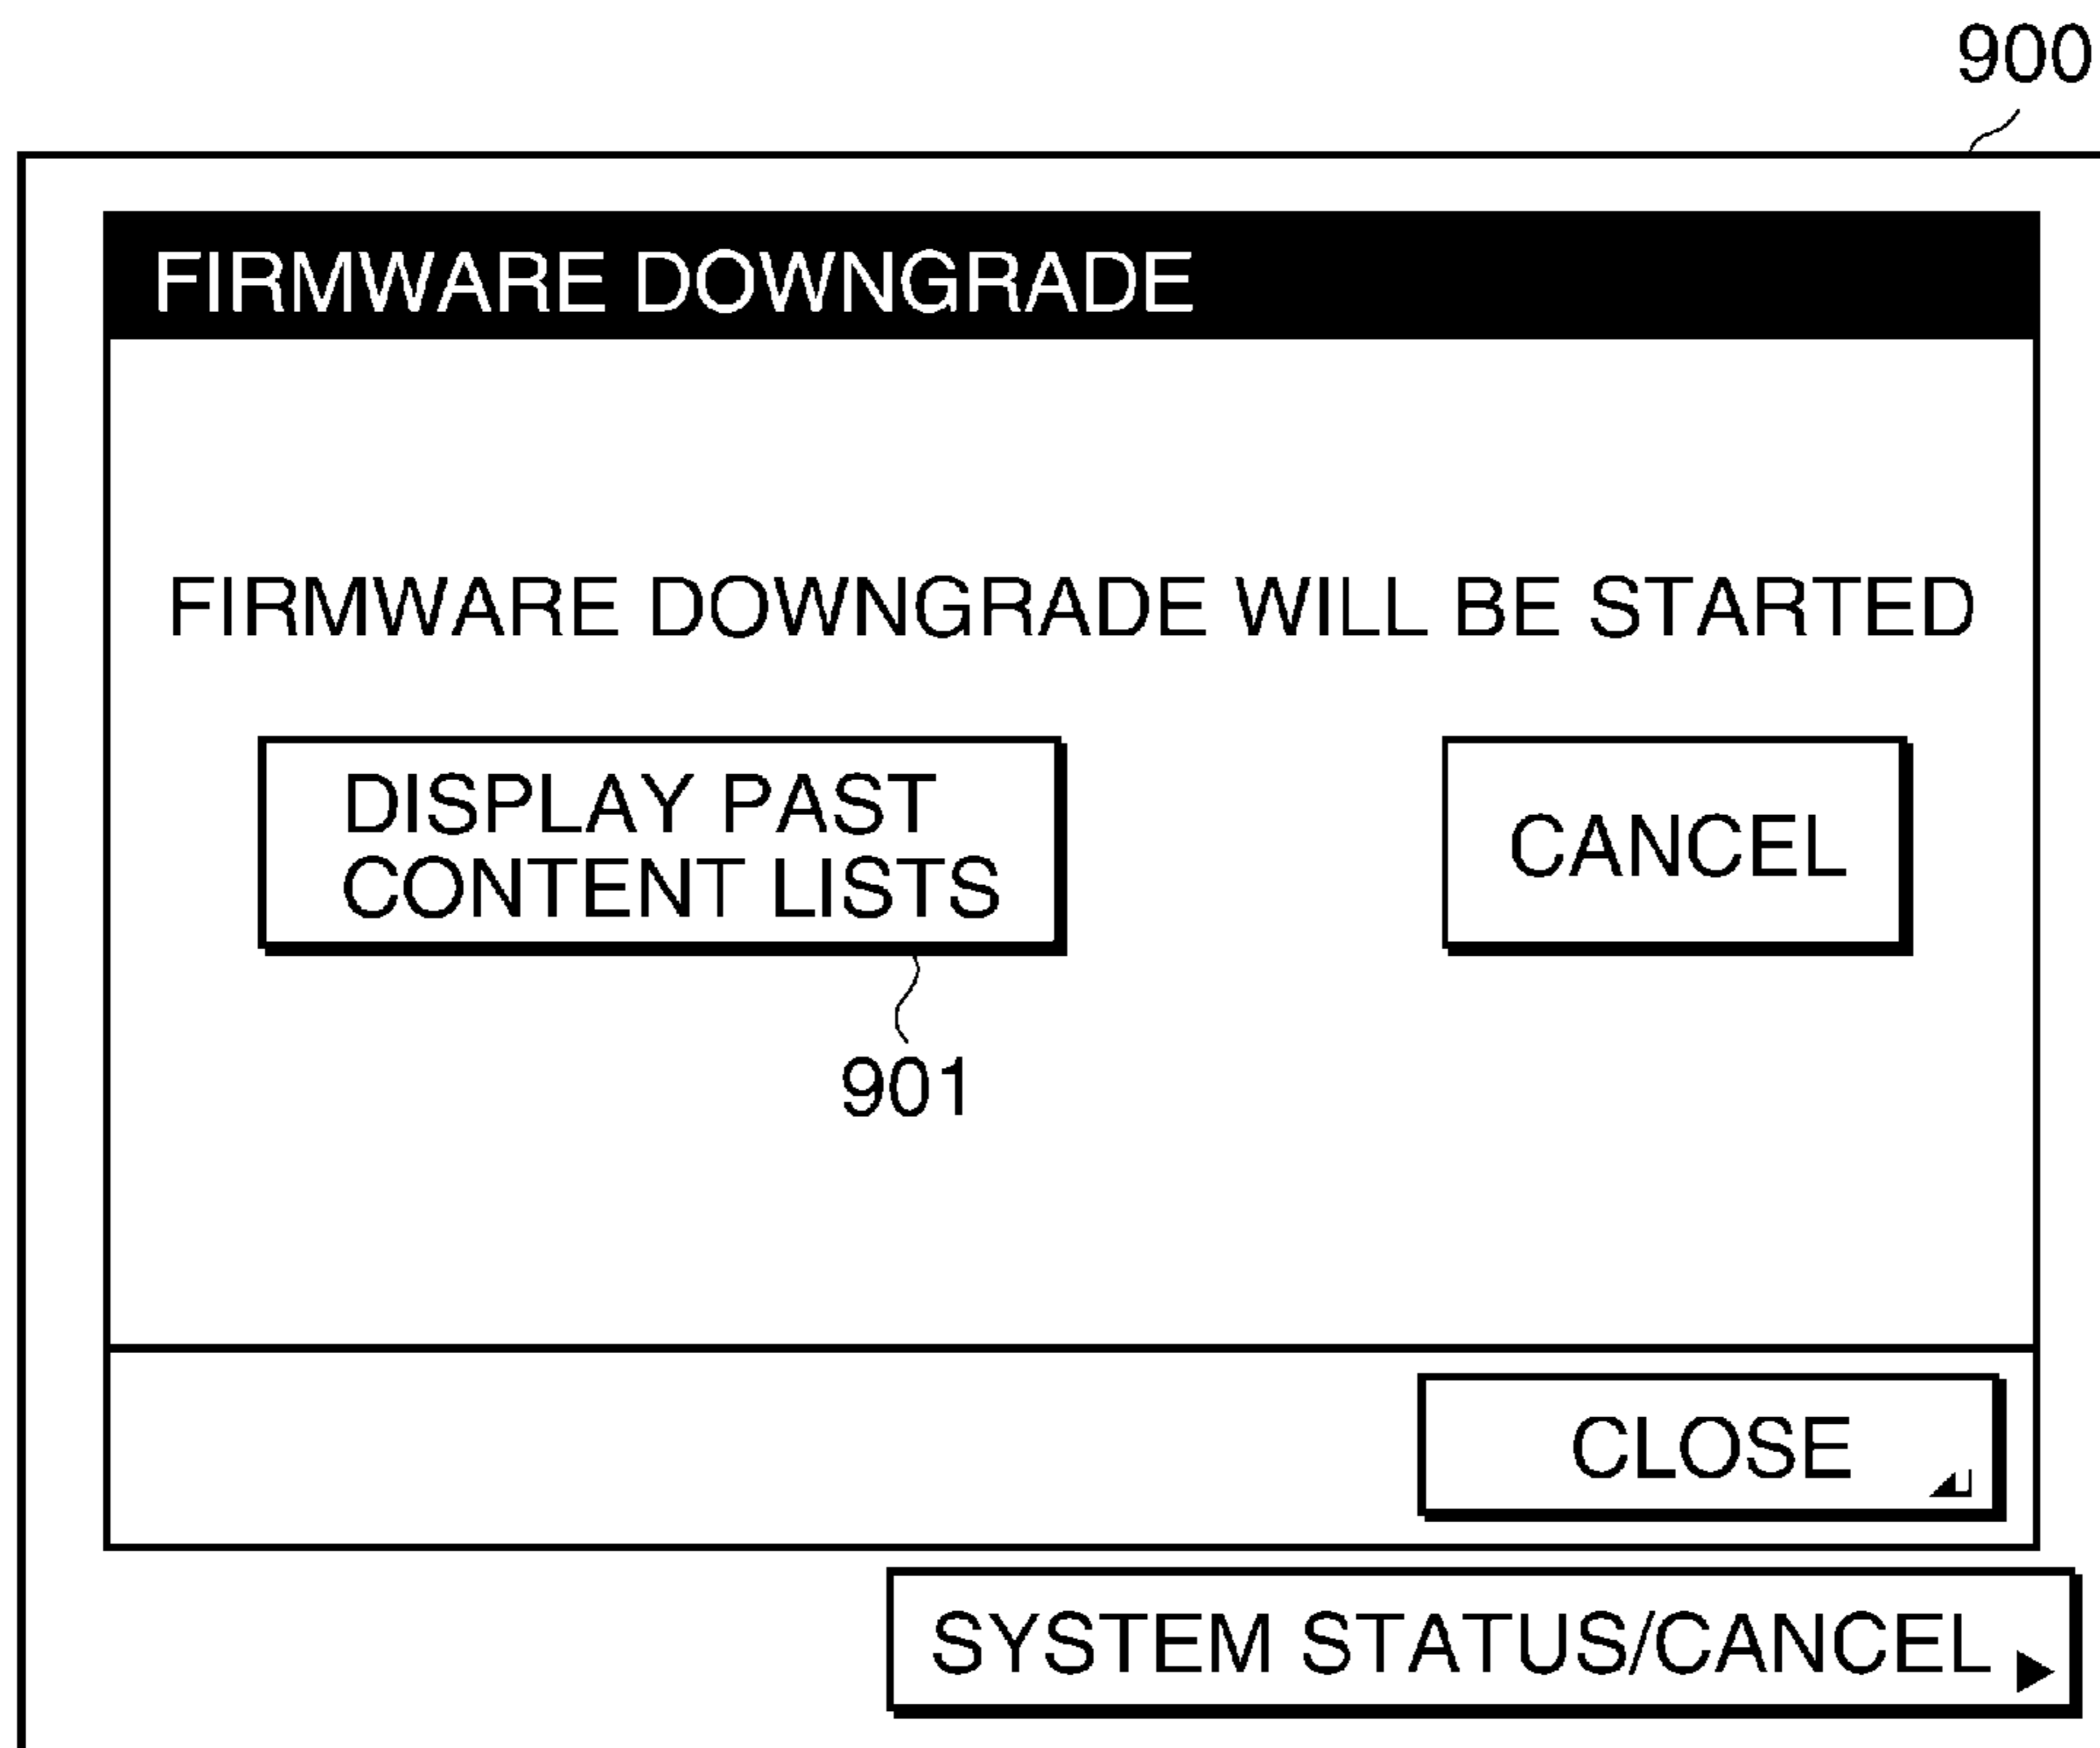 900
FIRMWARE DOWNGRADE
FIRMWARE DOWNGRADE WILL BE STARTED
DISPLAY PAST
CONTENT LISTS
CANCEL
901
CLOSE
SYSTEM STATUS/CANCEL